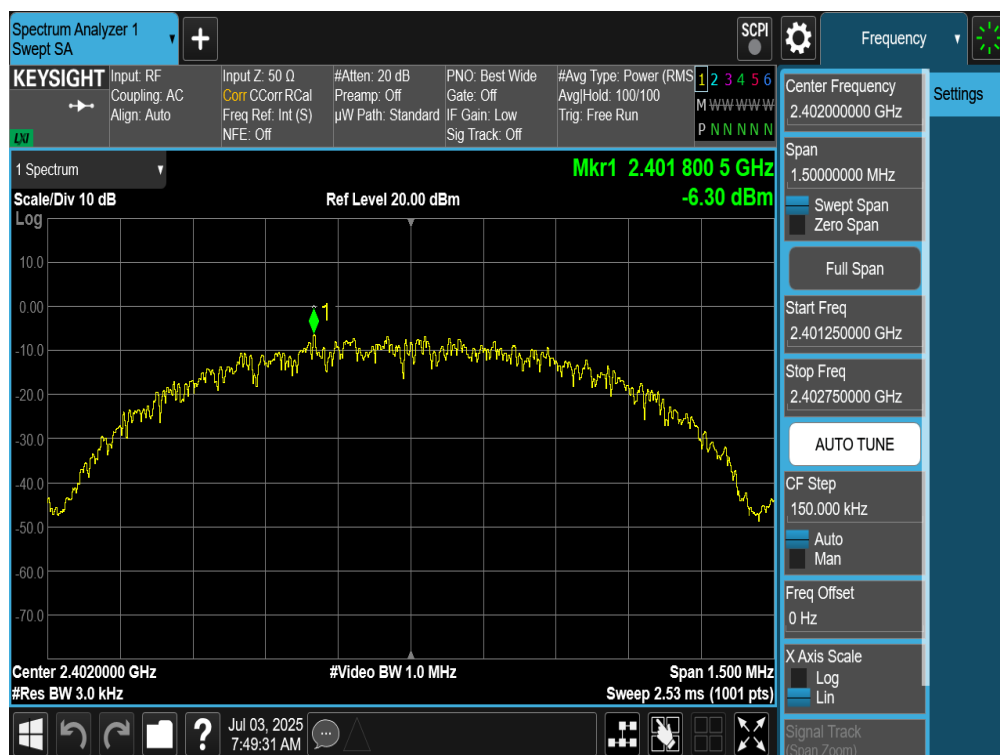 Spectrum Analyzer 1
Swept SA
+
SCPI
Frequency
KEYSIGHT
LXI
Input: RF
Coupling: AC
Align: Auto
Input Z: 50 Ω
Corr CCorr RCal
Freq Ref: Int (S)
NFE: Off
#Atten: 20 dB
Preamp: Off
µW Path: Standard
PNO: Best Wide
Gate: Off
IF Gain: Low
Sig Track: Off
#Avg Type: Power (RMS
Avg|Hold: 100/100
Trig: Free Run
1 2 3 4 5 6
M W W W W W
P N N N N N
1 Spectrum
Mkr1 2.401 800 5 GHz
-6.30 dBm
Scale/Div 10 dB
Ref Level 20.00 dBm
Log
10.0
0.00
-10.0
-20.0
-30.0
-40.0
-50.0
-60.0
-70.0
1
Center 2.4020000 GHz
#Video BW 1.0 MHz
Span 1.500 MHz
#Res BW 3.0 kHz
Sweep 2.53 ms (1001 pts)
?
Jul 03, 2025
7:49:31 AM
Center Frequency
2.402000000 GHz
Span
1.50000000 MHz
Swept Span
Zero Span
Full Span
Start Freq
2.401250000 GHz
Stop Freq
2.402750000 GHz
AUTO TUNE
CF Step
150.000 kHz
Auto
Man
Freq Offset
0 Hz
X Axis Scale
Log
Lin
Signal Track
(Span Zoom)
Settings